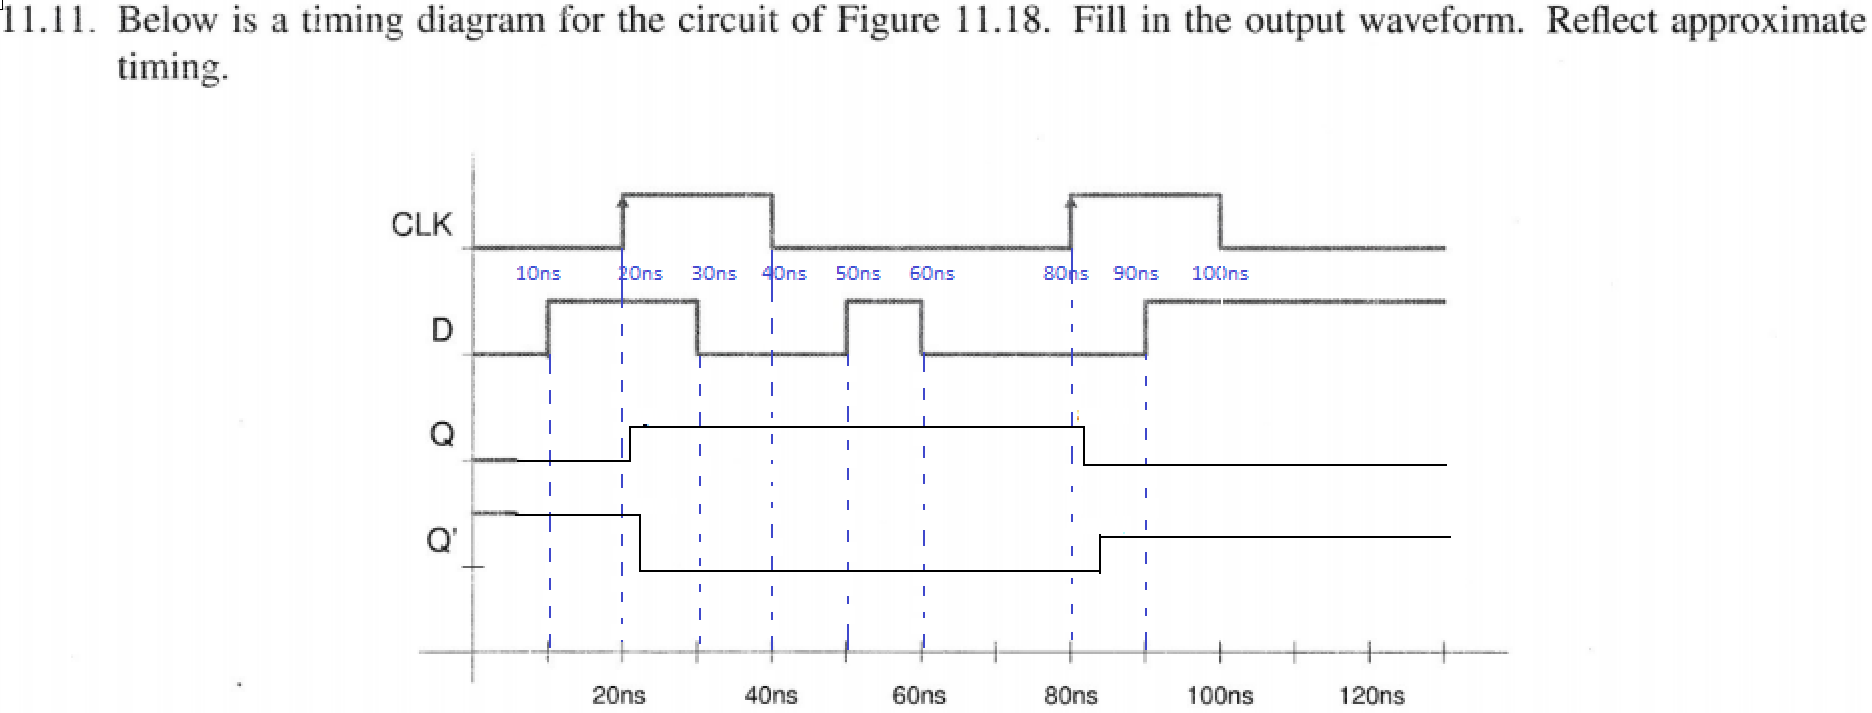 11.11. Below is a timing diagram for the circuit of Figure 11.18. Fill in the output waveform. Reflect approximate
timing.
CLK
10ns 20ns 30ns 40ns 50ns 60ns 80ns 90ns 100ns
D
Q
Q'
20ns 40ns 60ns 80ns 100ns 120ns